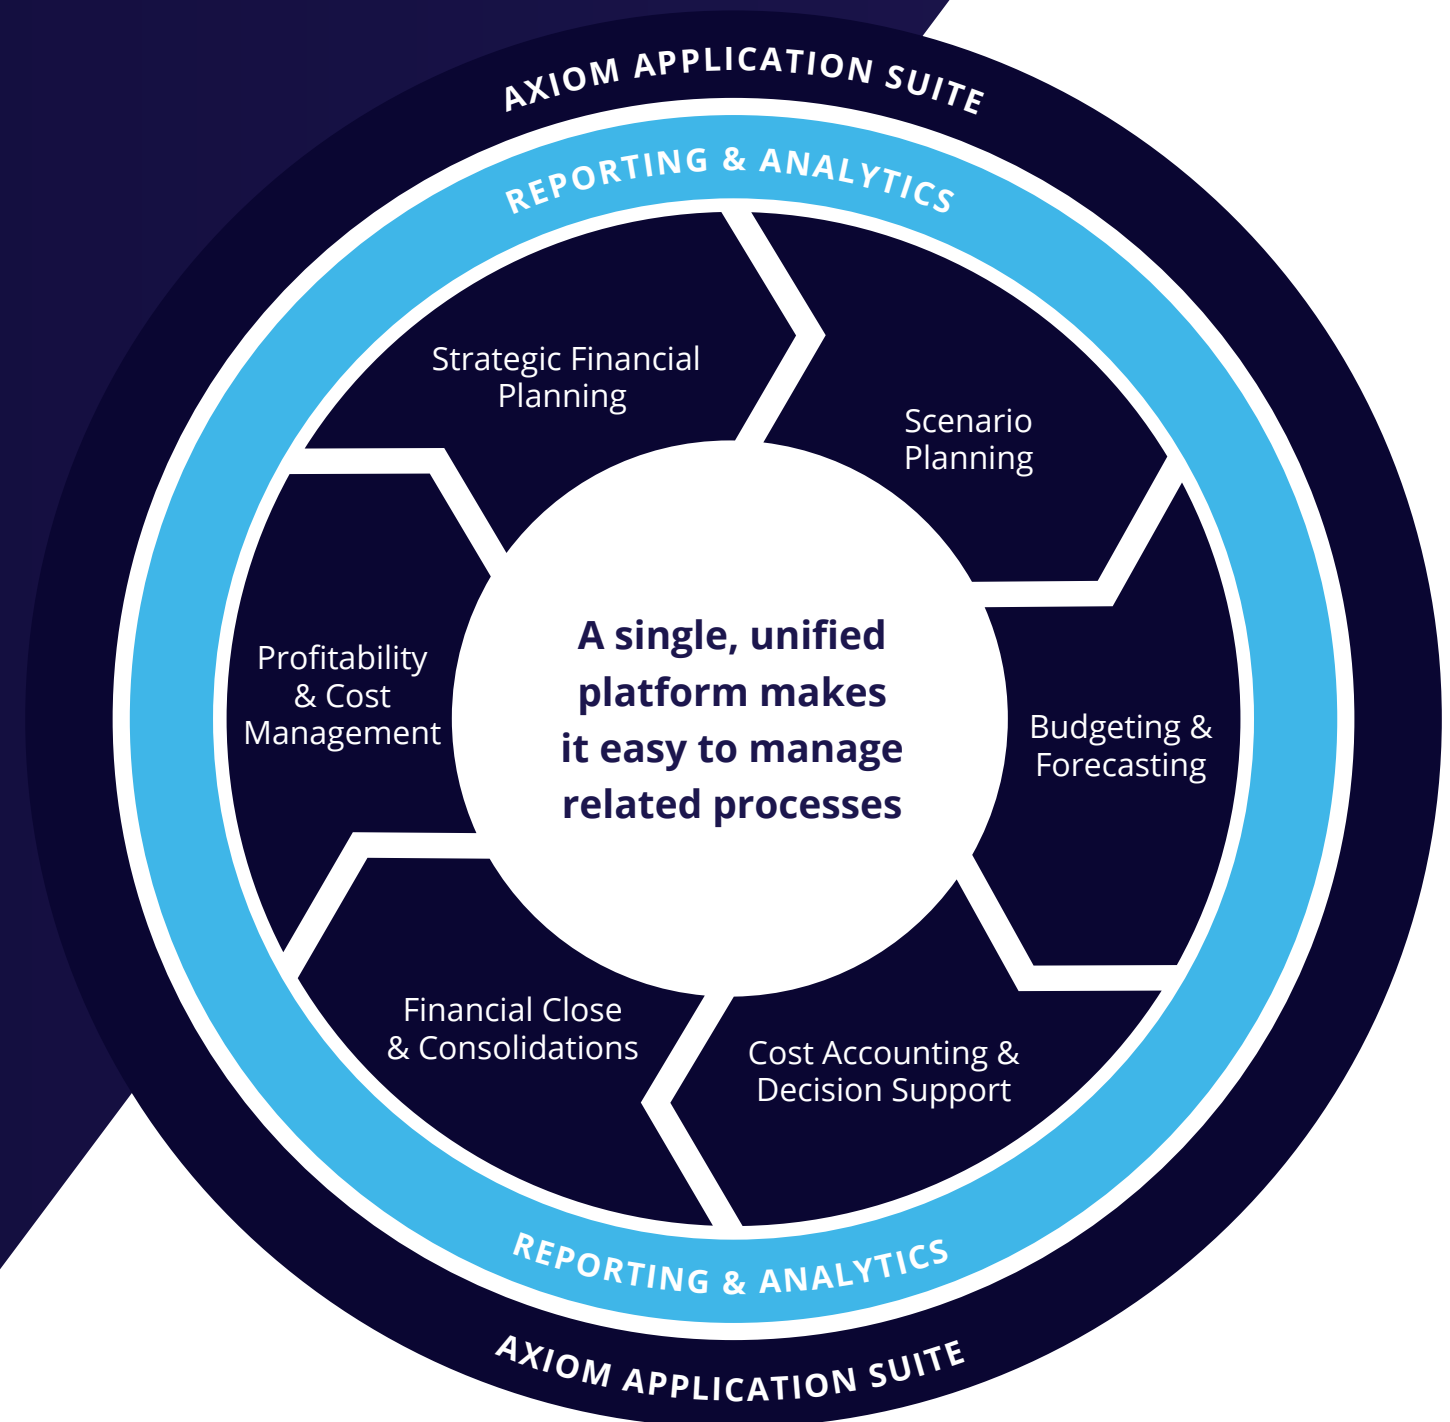 AXIOM APPLICATION SUITE
REPORTING & ANALYTICS
Strategic Financial
Planning
Scenario
Planning
Profitability
& Cost
Management
A single, unified
platform makes
it easy to manage
related processes
Budgeting &
Forecasting
Financial Close
& Consolidations
Cost Accounting &
Decision Support
REPORTING & ANALYTICS
AXIOM APPLICATION SUITE